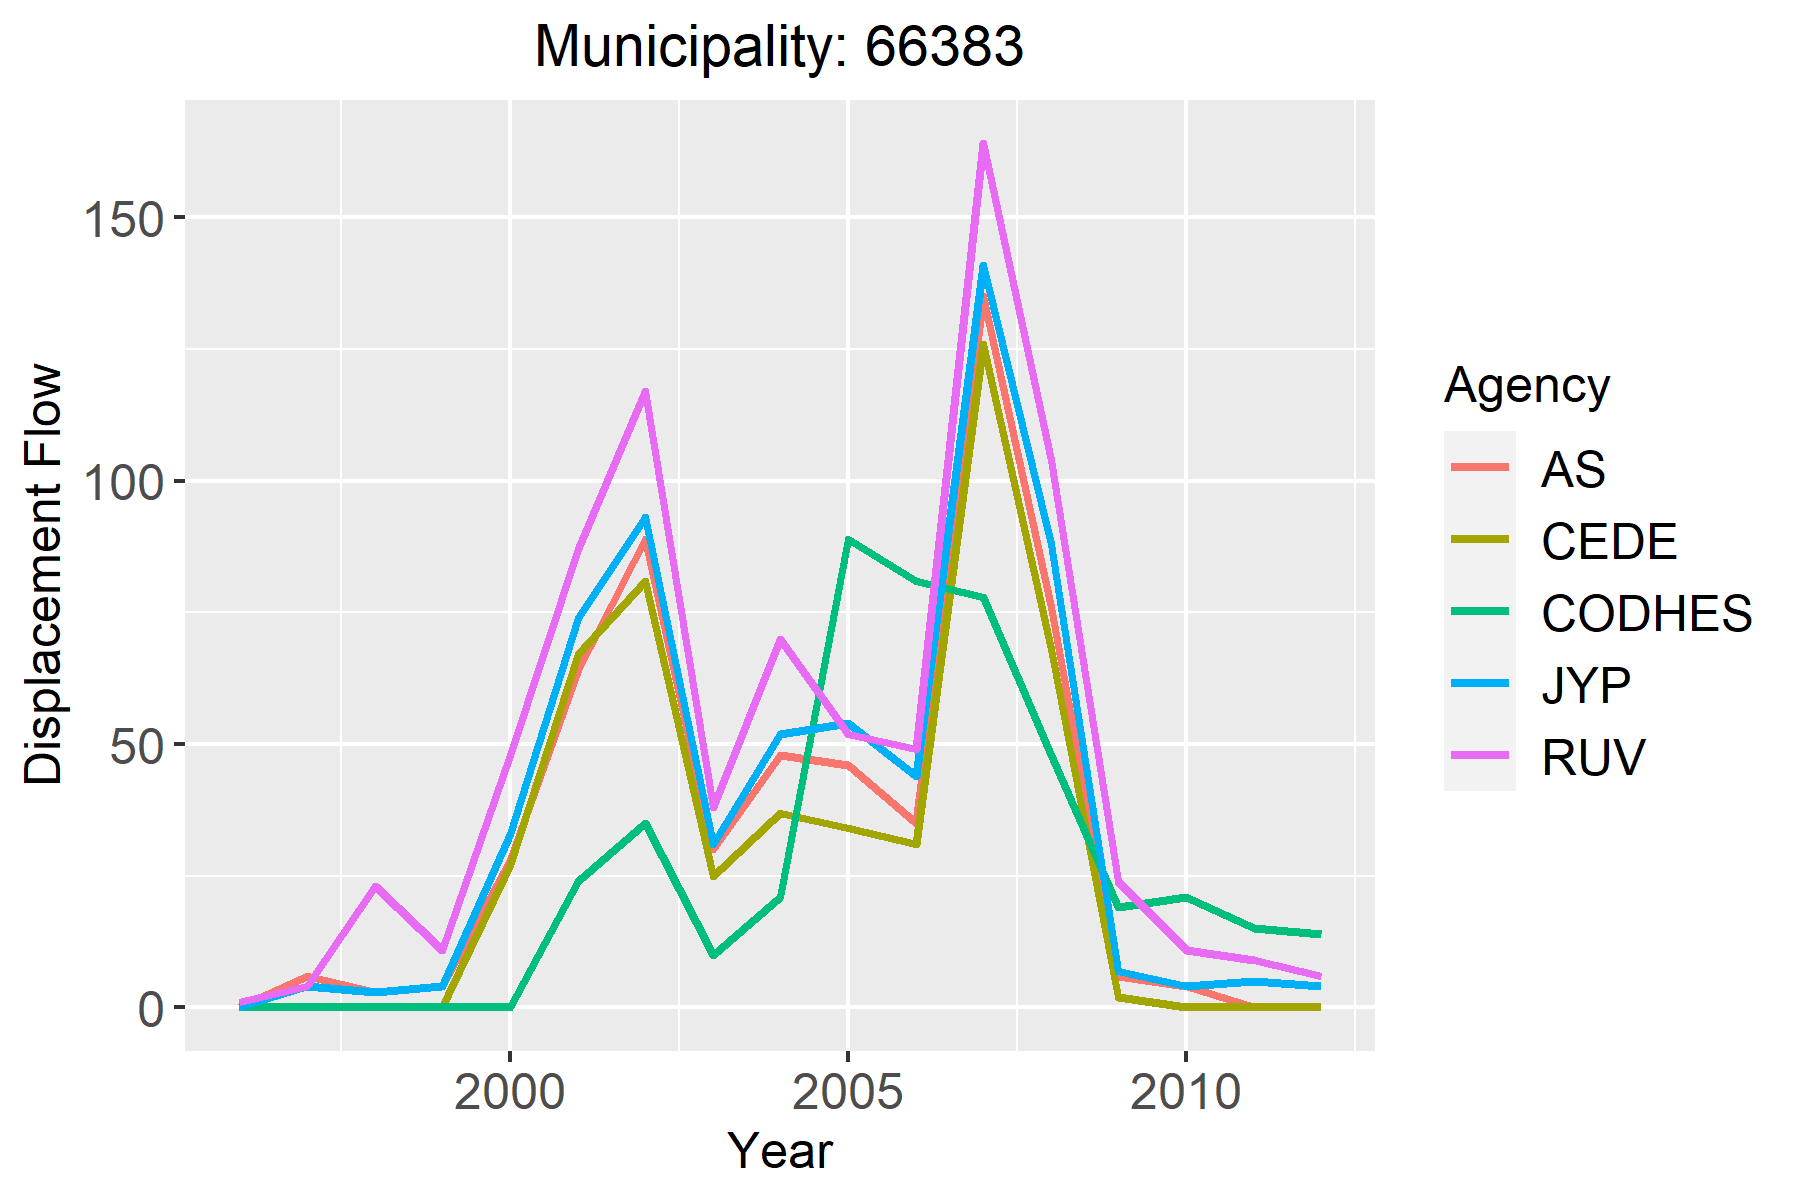 Municipality: 66383
Displacement Flow
150
100
50
0
2000 2005 2010
Year
Agency
AS
CEDE
CODHES
JYP
RUV